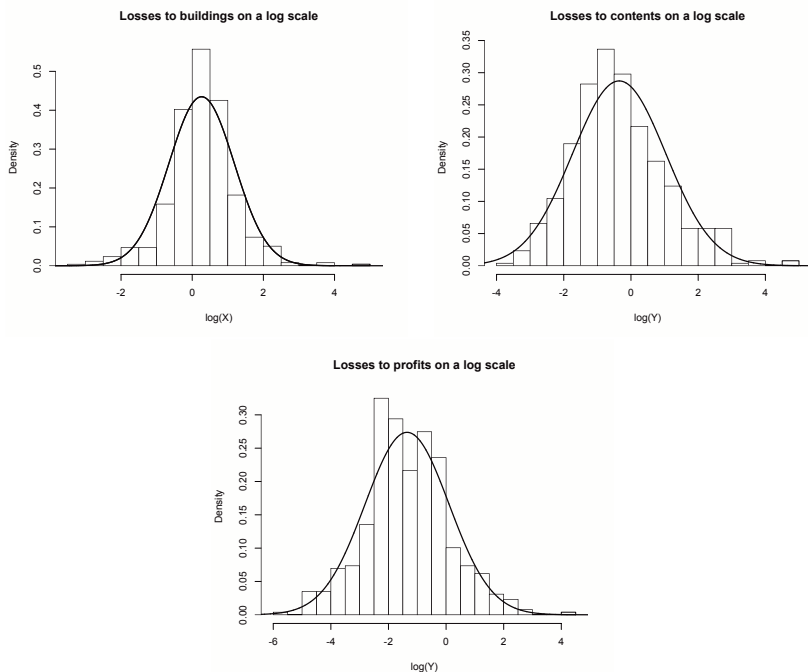 Losses to buildings on a log scale
Density
0.0 0.1 0.2 0.3 0.4 0.5
-2 0 2 4
log(X)
Losses to contents on a log scale
Density
0.00 0.05 0.10 0.15 0.20 0.25 0.30 0.35
-4 -2 0 2 4
log(Y)
Losses to profits on a log scale
Density
0.00 0.05 0.10 0.15 0.20 0.25 0.30
-6 -4 -2 0 2 4
log(Y)